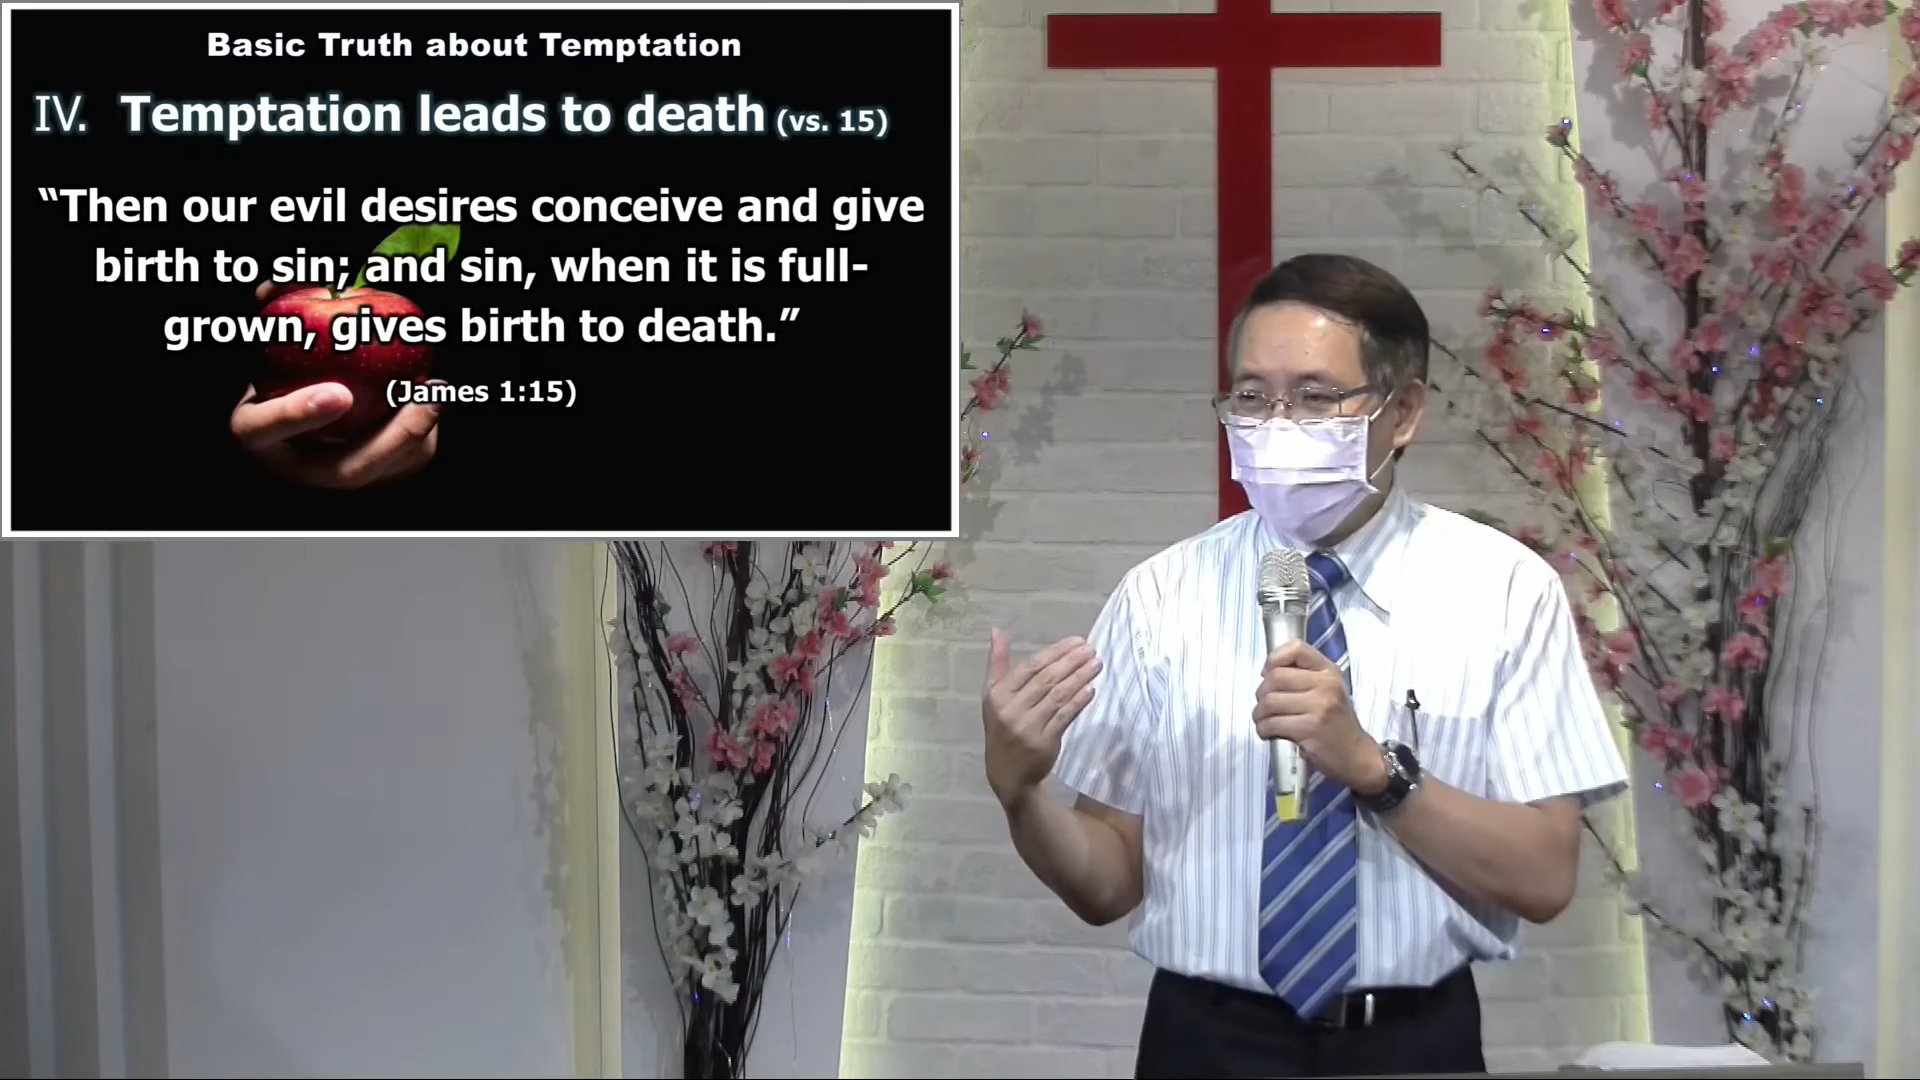 Basic Truth about Temptation
IV. Temptation leads to death (vs. 15)
“Then our evil desires conceive and give
birth to sin; and sin, when it is full-
grown, gives birth to death.”
(James 1:15)